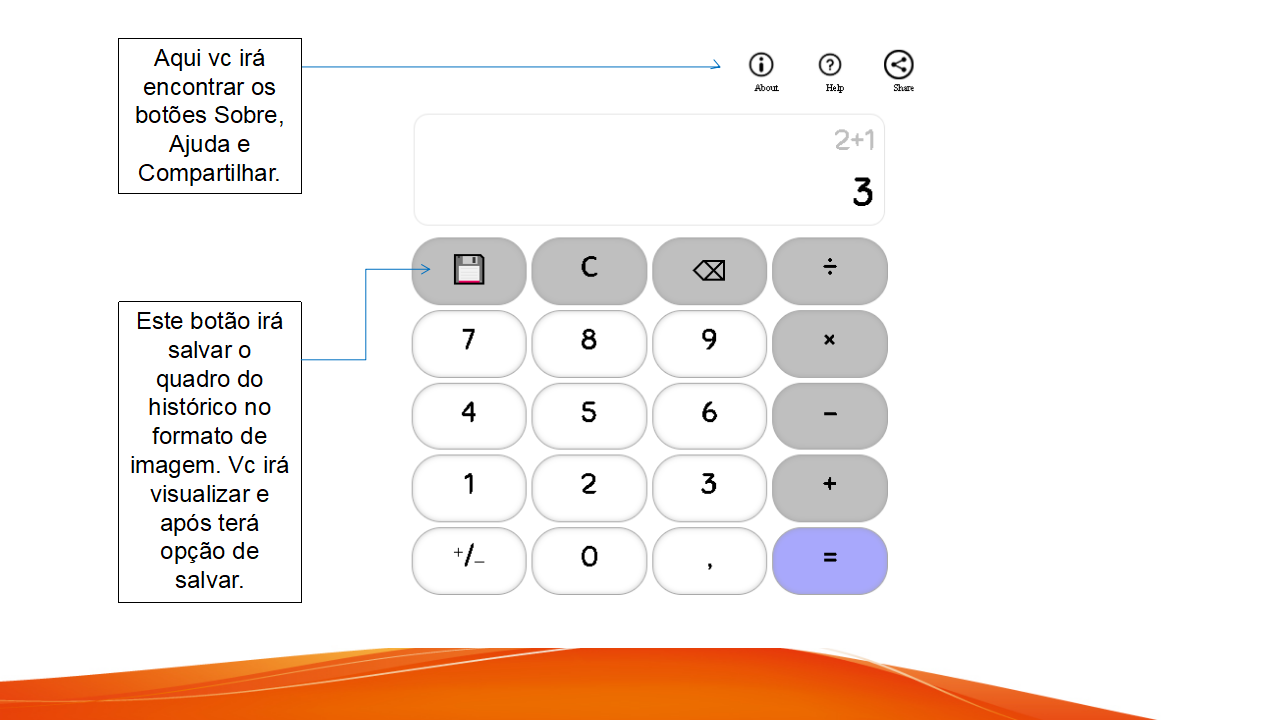 Aqui vc irá
encontrar os
botões Sobre,
Ajuda e
Compartilhar.
About Help Share
2+1
3
Este botão irá
salvar o
quadro do
histórico no
formato de
imagem. Vc irá
visualizar e
após terá
opção de
salvar.
C ÷
7 8 9 ×
4 5 6 −
1 2 3 +
+/− 0 , =